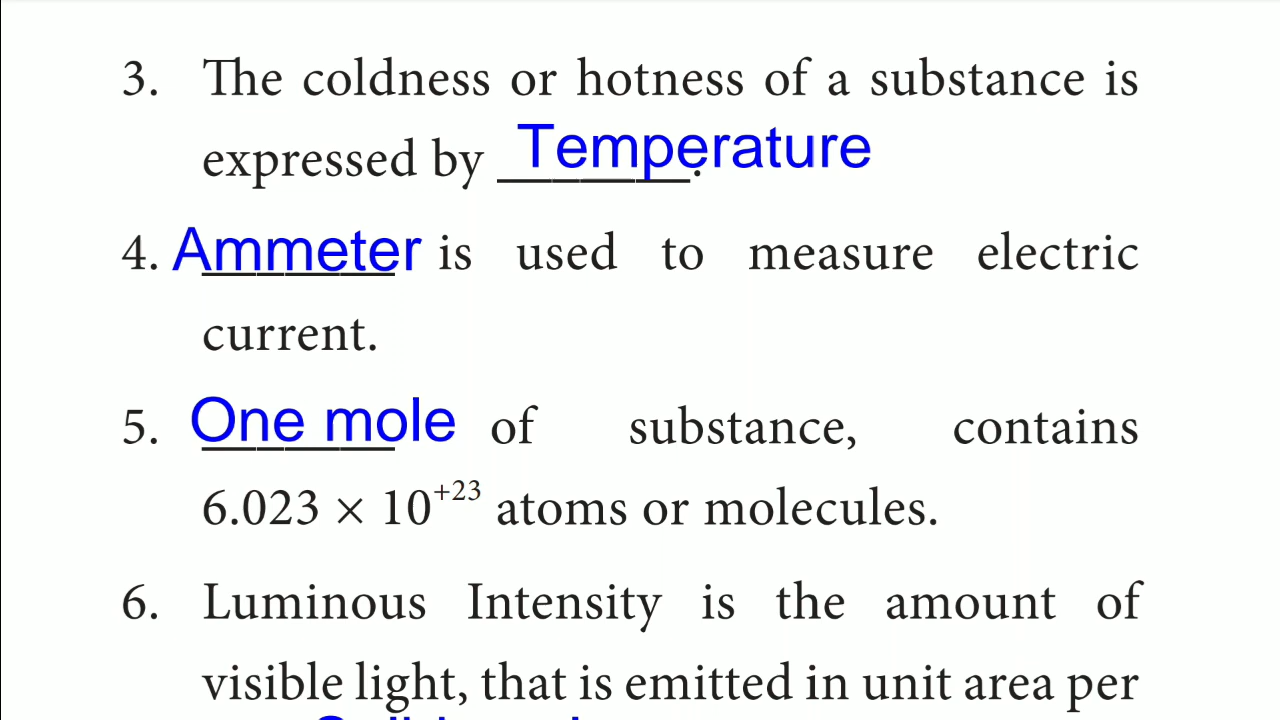 3. The coldness or hotness of a substance is
expressed by Temperature.
4. Ammeter is used to measure electric
current.
5. One mole of substance, contains
6.023 × 10⁺²³ atoms or molecules.
6. Luminous Intensity is the amount of
visible light, that is emitted in unit area per